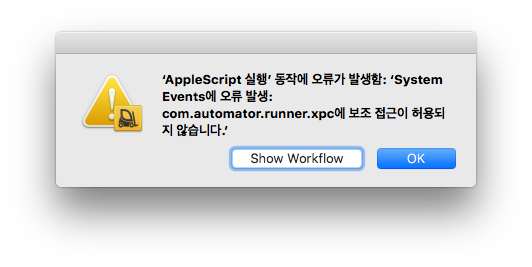 ‘AppleScript 실행’ 동작에 오류가 발생함: ‘System
Events에 오류 발생:
com.automator.runner.xpc에 보조 접근이 허용되
지 않습니다.’
Show Workflow
OK